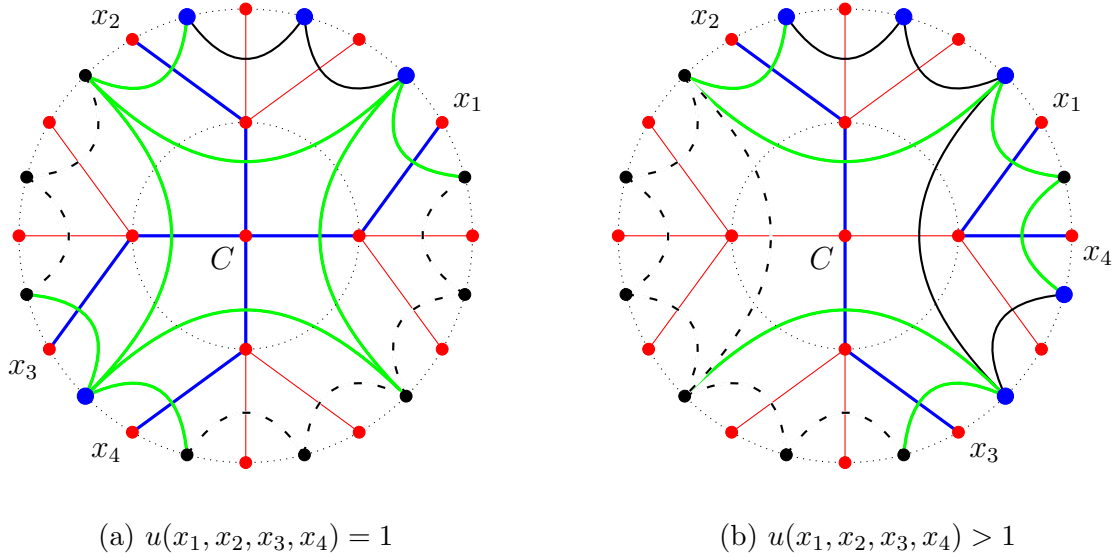 x₂
x₁
C
x₃
x₄
(a) u(x₁, x₂, x₃, x₄) = 1
x₂
x₁
C
x₄
x₃
(b) u(x₁, x₂, x₃, x₄) > 1